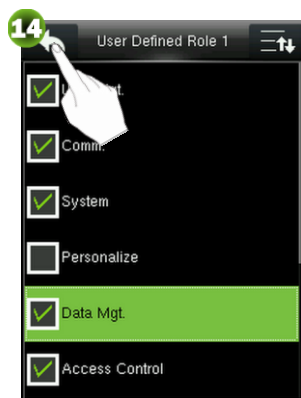 14
User Defined Role 1
Comm.
System
Personalize
Data Mgt.
Access Control